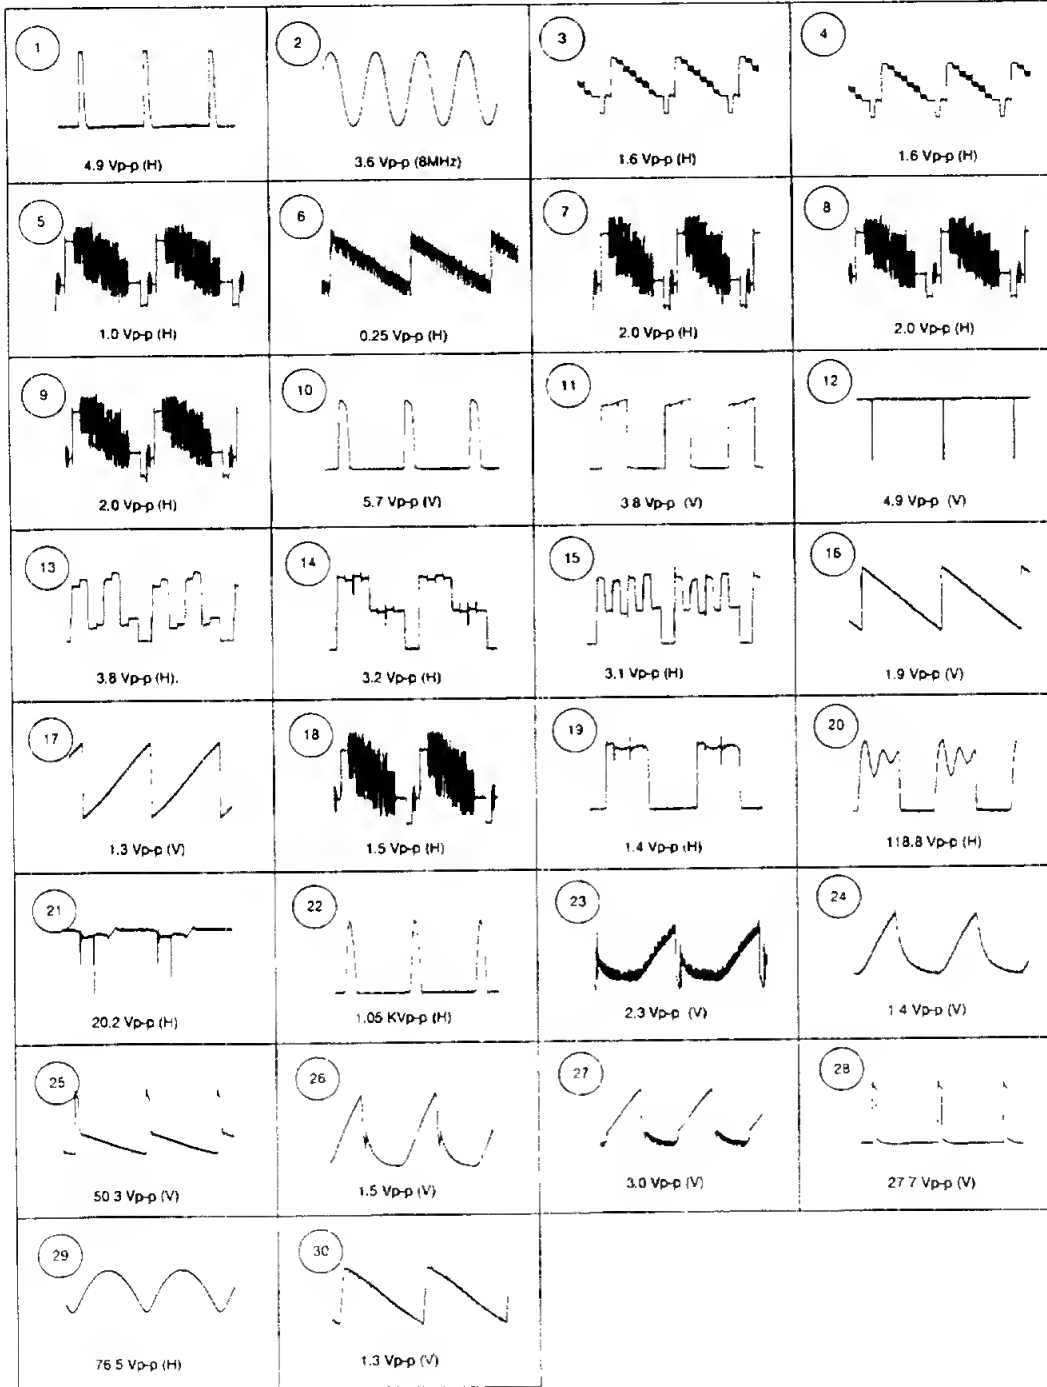 1
4.9 Vp-p (H)
2
3.6 Vp-p (8MHz)
3
1.6 Vp-p (H)
4
1.6 Vp-p (H)
5
1.0 Vp-p (H)
6
0.25 Vp-p (H)
7
2.0 Vp-p (H)
8
2.0 Vp-p (H)
9
2.0 Vp-p (H)
10
5.7 Vp-p (V)
11
3.8 Vp-p (V)
12
4.9 Vp-p (V)
13
3.8 Vp-p (H).
14
3.2 Vp-p (H)
15
3.1 Vp-p (H)
16
1.9 Vp-p (V)
17
1.3 Vp-p (V)
18
1.5 Vp-p (H)
19
1.4 Vp-p (H)
20
118.8 Vp-p (H)
21
20.2 Vp-p (H)
22
1.05 KVp-p (H)
23
2.3 Vp-p (V)
24
1.4 Vp-p (V)
25
50.3 Vp-p (V)
26
1.5 Vp-p (V)
27
3.0 Vp-p (V)
28
27.7 Vp-p (V)
29
76.5 Vp-p (H)
30
1.3 Vp-p (V)